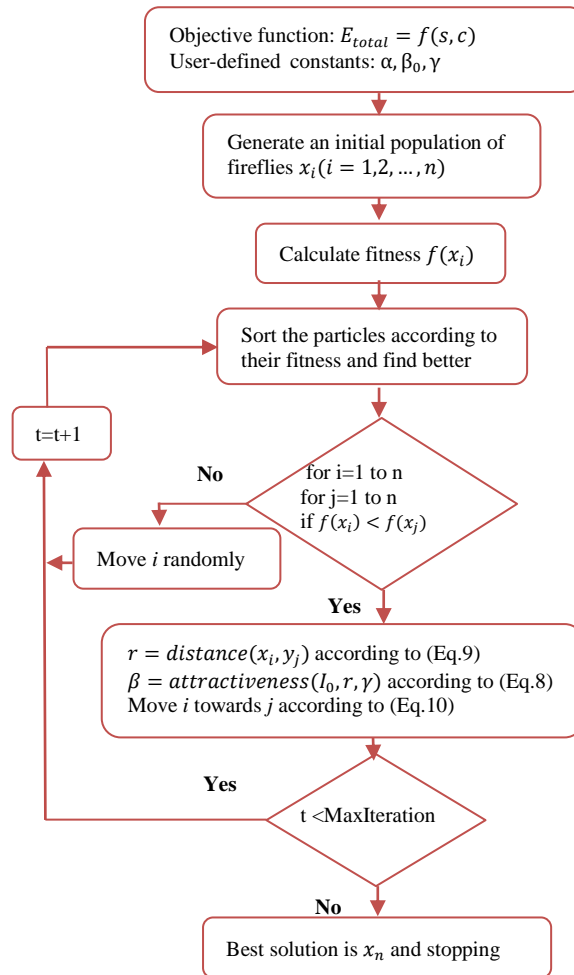 Objective function: E_total = f(s, c)
User-defined constants: α, β₀, γ
Generate an initial population of
fireflies x_i(i = 1,2, … , n)
Calculate fitness f(x_i)
Sort the particles according to
their fitness and find better
t=t+1
No
for i=1 to n
for j=1 to n
if f(x_i) < f(x_j)
Move i randomly
Yes
r = distance(x_i, y_j) according to (Eq.9)
β = attractiveness(I₀, r, γ) according to (Eq.8)
Move i towards j according to (Eq.10)
Yes
t <MaxIteration
No
Best solution is x_n and stopping